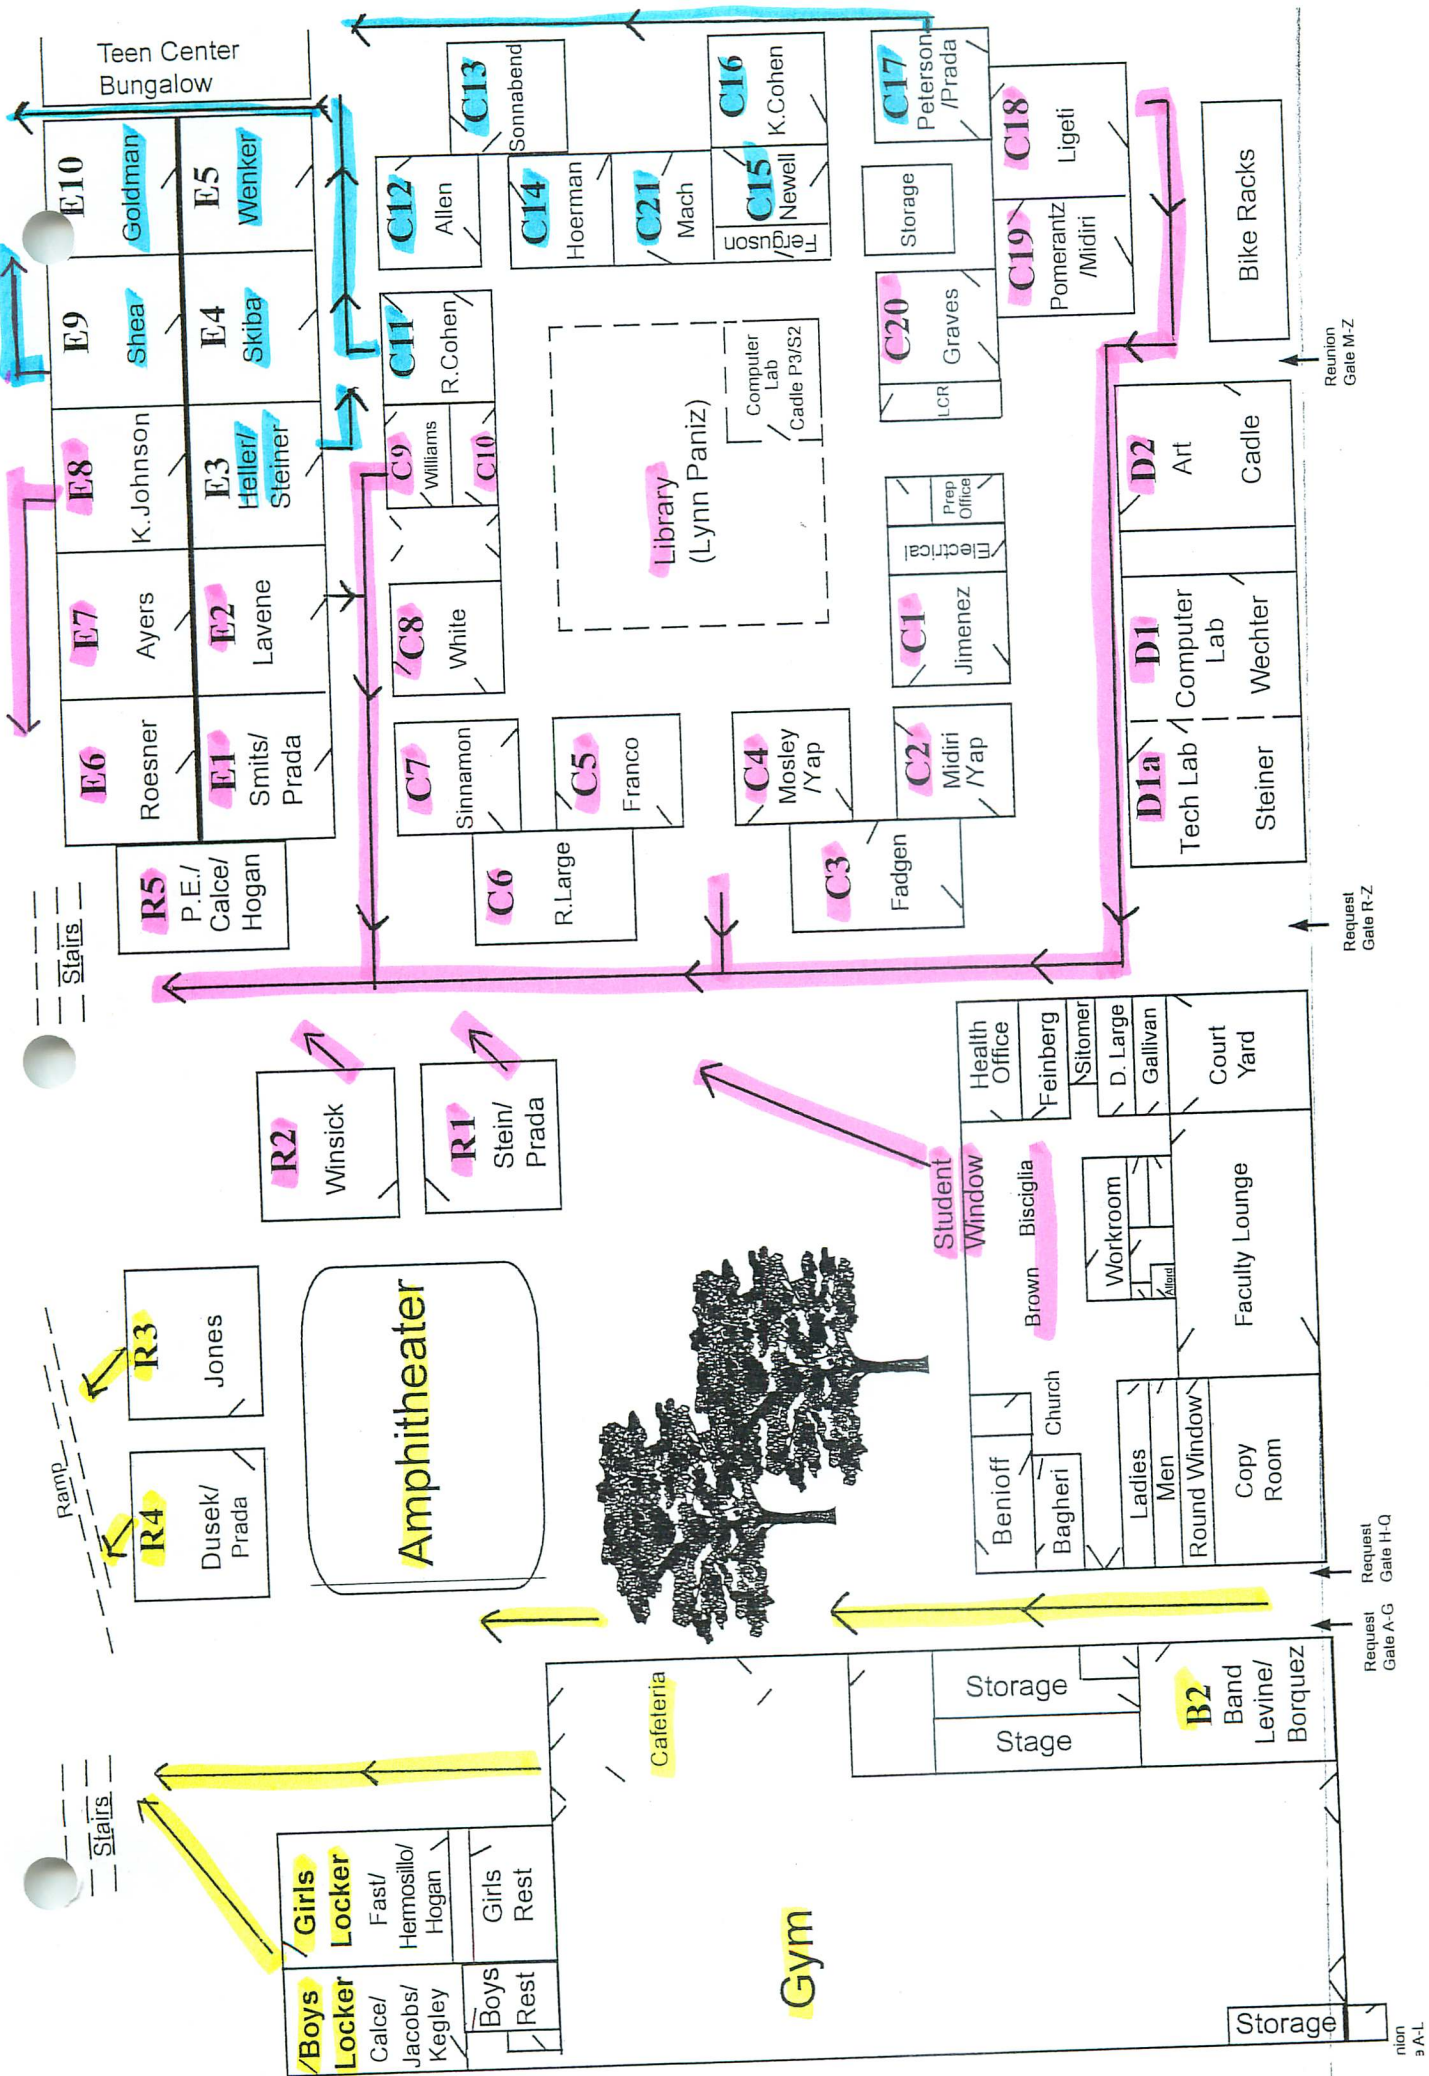 Stairs
Ramp
Stairs
Teen Center
Bungalow
/Boys
Locker
Calce/
Jacobs/
Kegley
Girls
Locker
Fast/
Hermosillo/
Hogan
Boys
Rest
Girls
Rest
R4
Dusek/
Prada
R3
Jones
Amphitheater
R2
Winsick
R1
Stein/
Prada
R5
P.E./
Calce/
Hogan
E6
Roesner
E7
Ayers
E8
K.Johnson
E9
Shea
E10
Goldman
E1
Smits/
Prada
E2
Lavene
E3
Heller/
Steiner
E4
Skiba
E5
Wenker
C7
Sinnamon
C8
White
C9
Williams
C10
C11
R.Cohen
C12
Allen
C13
Sonnabend
C6
R.Large
C5
Franco
C14
Hoerman
C21
Mach
C15
Newell
/
Ferguson
C16
K.Cohen
Library
(Lynn Paniz)
Computer
Lab
Cadle P3/S2
C4
Mosley
/Yap
C3
Fadgen
C2
Midiri
/Yap
C1
Jimenez
Electrical
Prep
Office
LCR
C20
Graves
Storage
C17
Peterson
/Prada
C19
Pomerantz
/Midiri
C18
Ligeti
D1a
Tech Lab
Steiner
D1
Computer
Lab
Wechter
D2
Art
Cadle
Bike Racks
Gym
Cafeteria
Stage
Storage
B2
Band
Levine/
Borquez
Storage
Student
Window
Brown
Bisciglia
Church
Benioff
Bagheri
Ladies
Men
Round Window
Copy
Room
Workroom
Alford
Faculty Lounge
Health
Office
Feinberg
Sitomer
D. Large
Gallivan
Court
Yard
nion
A-L
Request
Gate A-G
Request
Gate H-Q
Request
Gate R-Z
Reunion
Gate M-Z